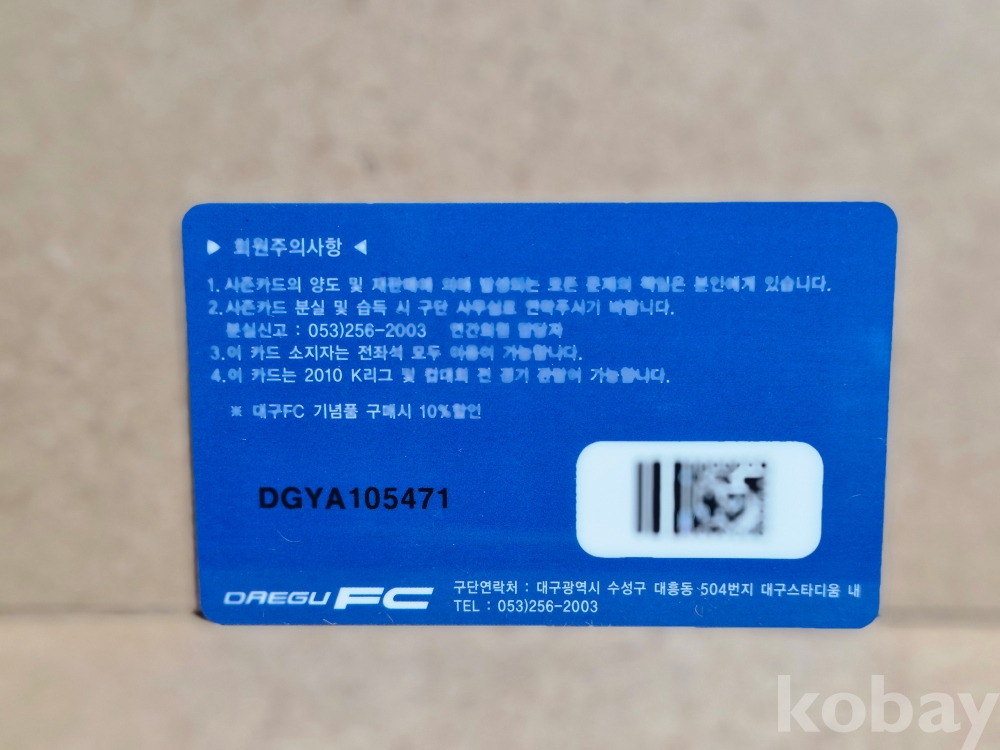 ▶ 회원주의사항 ◀
1.시즌카드의 양도 및 재판매에 의해 발생되는 모든 문제의 책임은 본인에게 있습니다.
2.시즌카드 분실 및 습득 시 구단 사무실로 연락주시기 바랍니다.
분실신고 : 053)256-2003 연간회원 담당자
3.이 카드 소지자는 전좌석 모두 이용이 가능합니다.
4.이 카드는 2010 K리그 및 컵대회 전 경기 관람이 가능합니다.
※ 대구FC 기념품 구매시 10%할인
DGYA105471
DAEGU FC
구단연락처 : 대구광역시 수성구 대흥동 504번지 대구스타디움 내
TEL : 053)256-2003
kobay